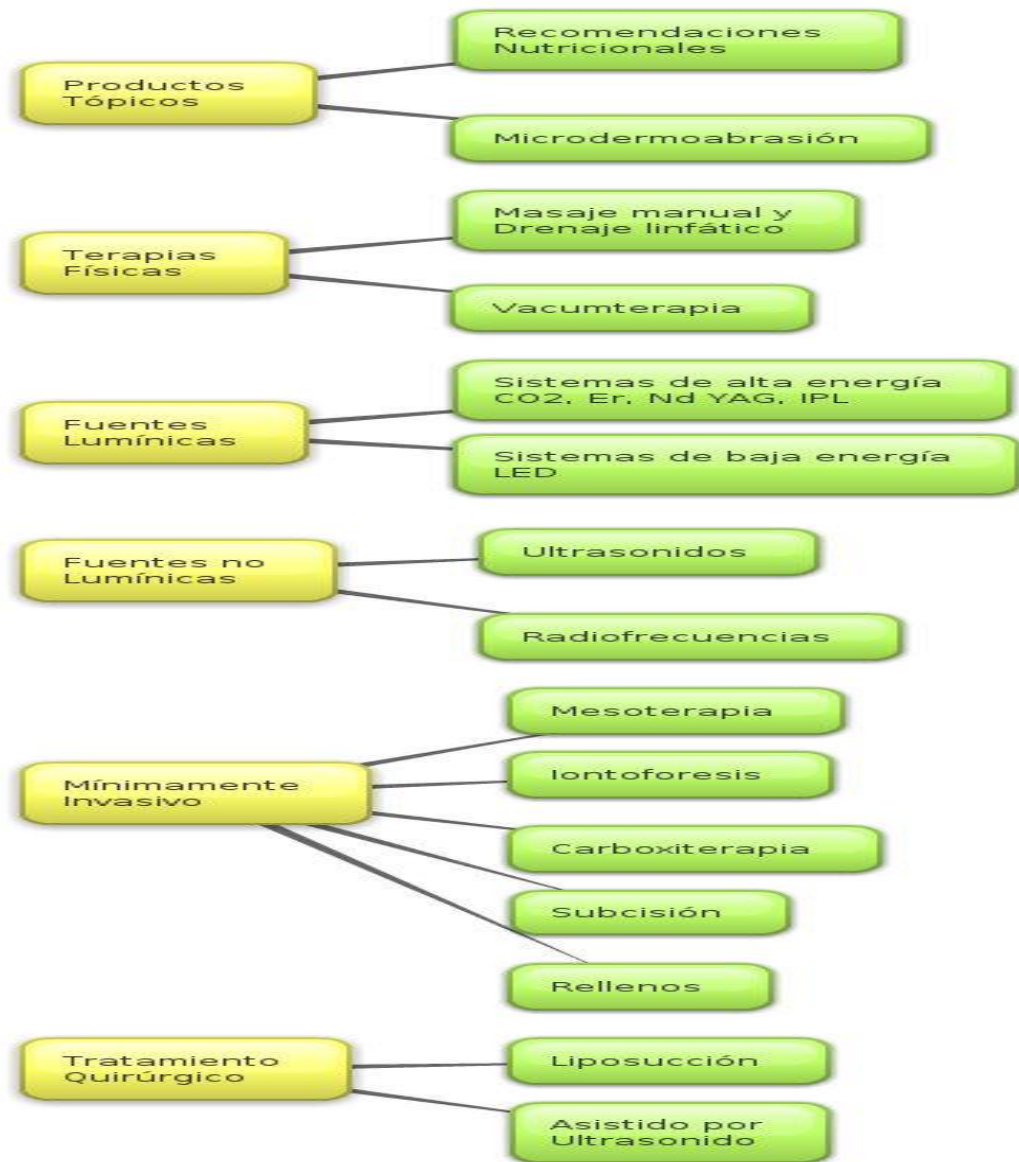 Productos
Tópicos
Recomendaciones
Nutricionales
Microdermoabrasión
Terapias
Físicas
Masaje manual y
Drenaje linfático
Vacumterapia
Fuentes
Lumínicas
Sistemas de alta energía
CO2, Er, Nd YAG, IPL
Sistemas de baja energía
LED
Fuentes no
Lumínicas
Ultrasonidos
Radiofrecuencias
Mínimamente
Invasivo
Mesoterapia
Iontoforesis
Carboxiterapia
Subcisión
Rellenos
Tratamiento
Quirúrgico
Liposucción
Asistido por
Ultrasonido